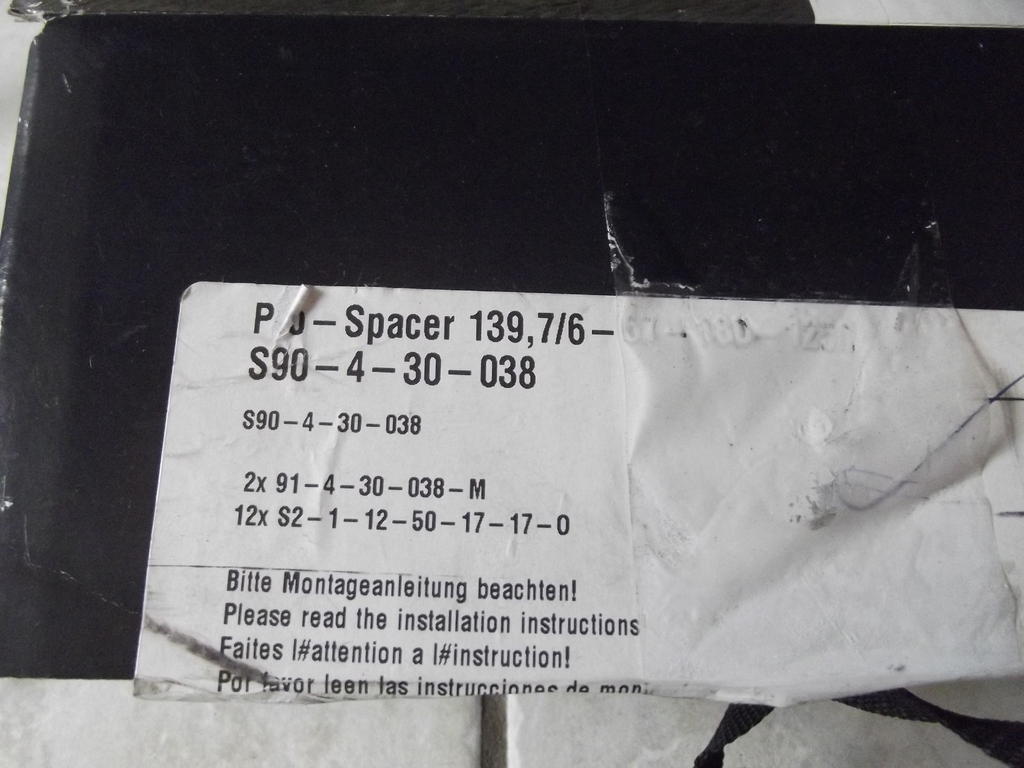 Pro-Spacer 139,7/6-
S90-4-30-038
S90-4-30-038
2x 91-4-30-038-M
12x S2-1-12-50-17-17-0
Bitte Montageanleitung beachten!
Please read the installation instructions
Faites l#attention a l#instruction!
Por favor leen las instrucciones de